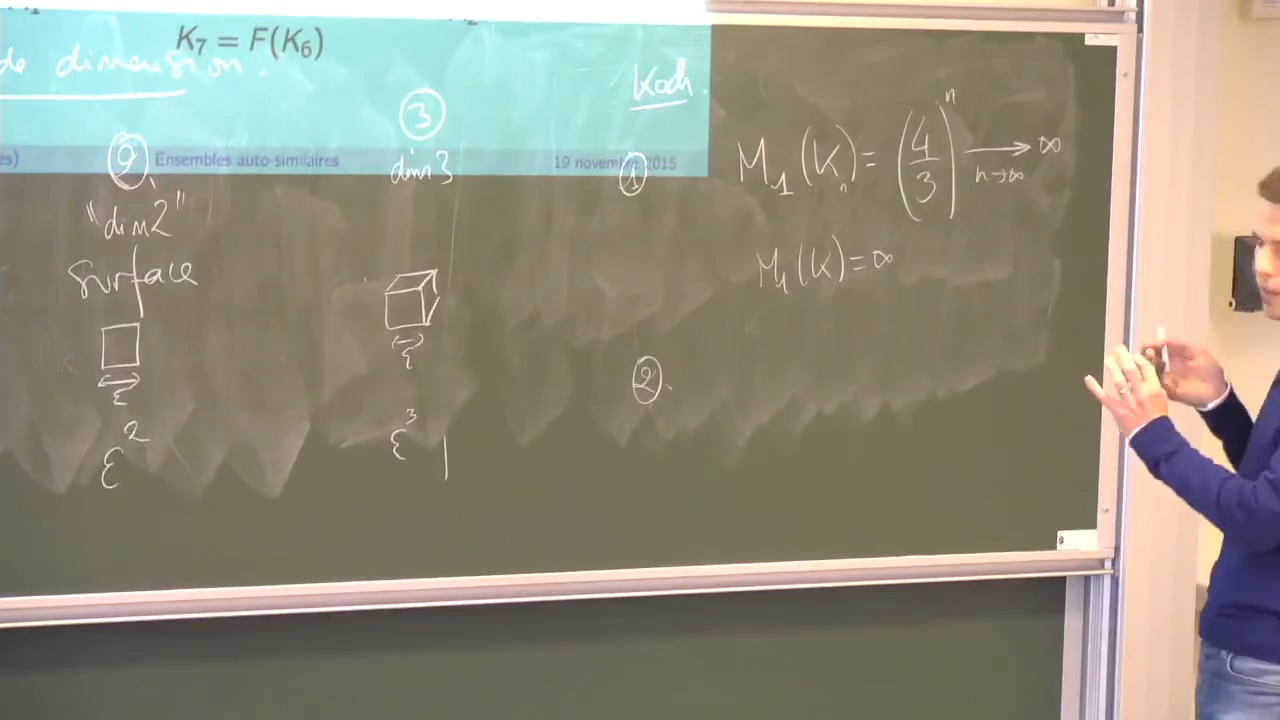 K₇ = F(K₆)
de dimension.
Koch.
③
dim 3
②
Ensembles auto-similaires
19 novembre 2015
①
M₁(Kₙ) = (4/3)ⁿ ⟶ ∞
n→∞
"dim 2"
surface
M₁(K) = ∞
ε
ε
②.
ε²
ε³